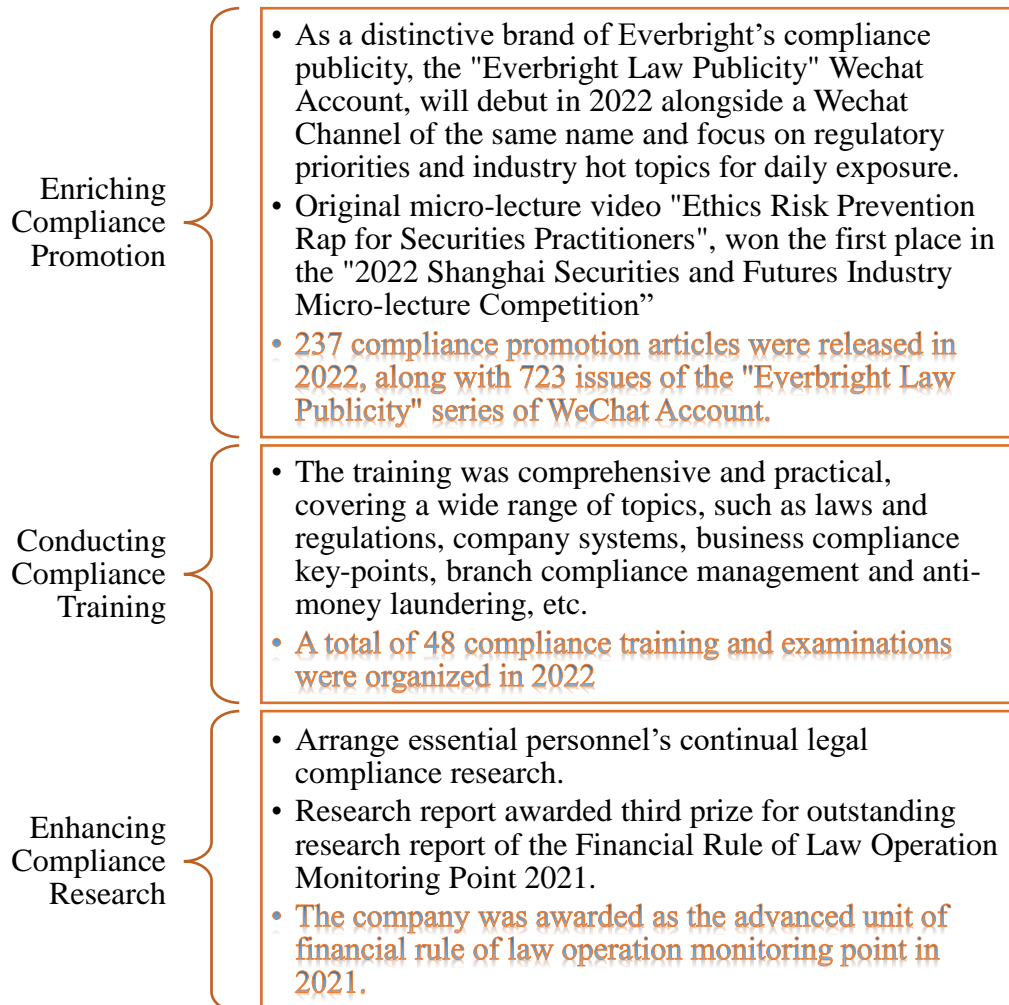 Enriching
Compliance
Promotion
• As a distinctive brand of Everbright’s compliance
publicity, the "Everbright Law Publicity" Wechat
Account, will debut in 2022 alongside a Wechat
Channel of the same name and focus on regulatory
priorities and industry hot topics for daily exposure.
• Original micro-lecture video "Ethics Risk Prevention
Rap for Securities Practitioners", won the first place in
the "2022 Shanghai Securities and Futures Industry
Micro-lecture Competition”
• 237 compliance promotion articles were released in
2022, along with 723 issues of the "Everbright Law
Publicity" series of WeChat Account.
Conducting
Compliance
Training
• The training was comprehensive and practical,
covering a wide range of topics, such as laws and
regulations, company systems, business compliance
key-points, branch compliance management and anti-
money laundering, etc.
• A total of 48 compliance training and examinations
were organized in 2022
Enhancing
Compliance
Research
• Arrange essential personnel’s continual legal
compliance research.
• Research report awarded third prize for outstanding
research report of the Financial Rule of Law Operation
Monitoring Point 2021.
• The company was awarded as the advanced unit of
financial rule of law operation monitoring point in
2021.